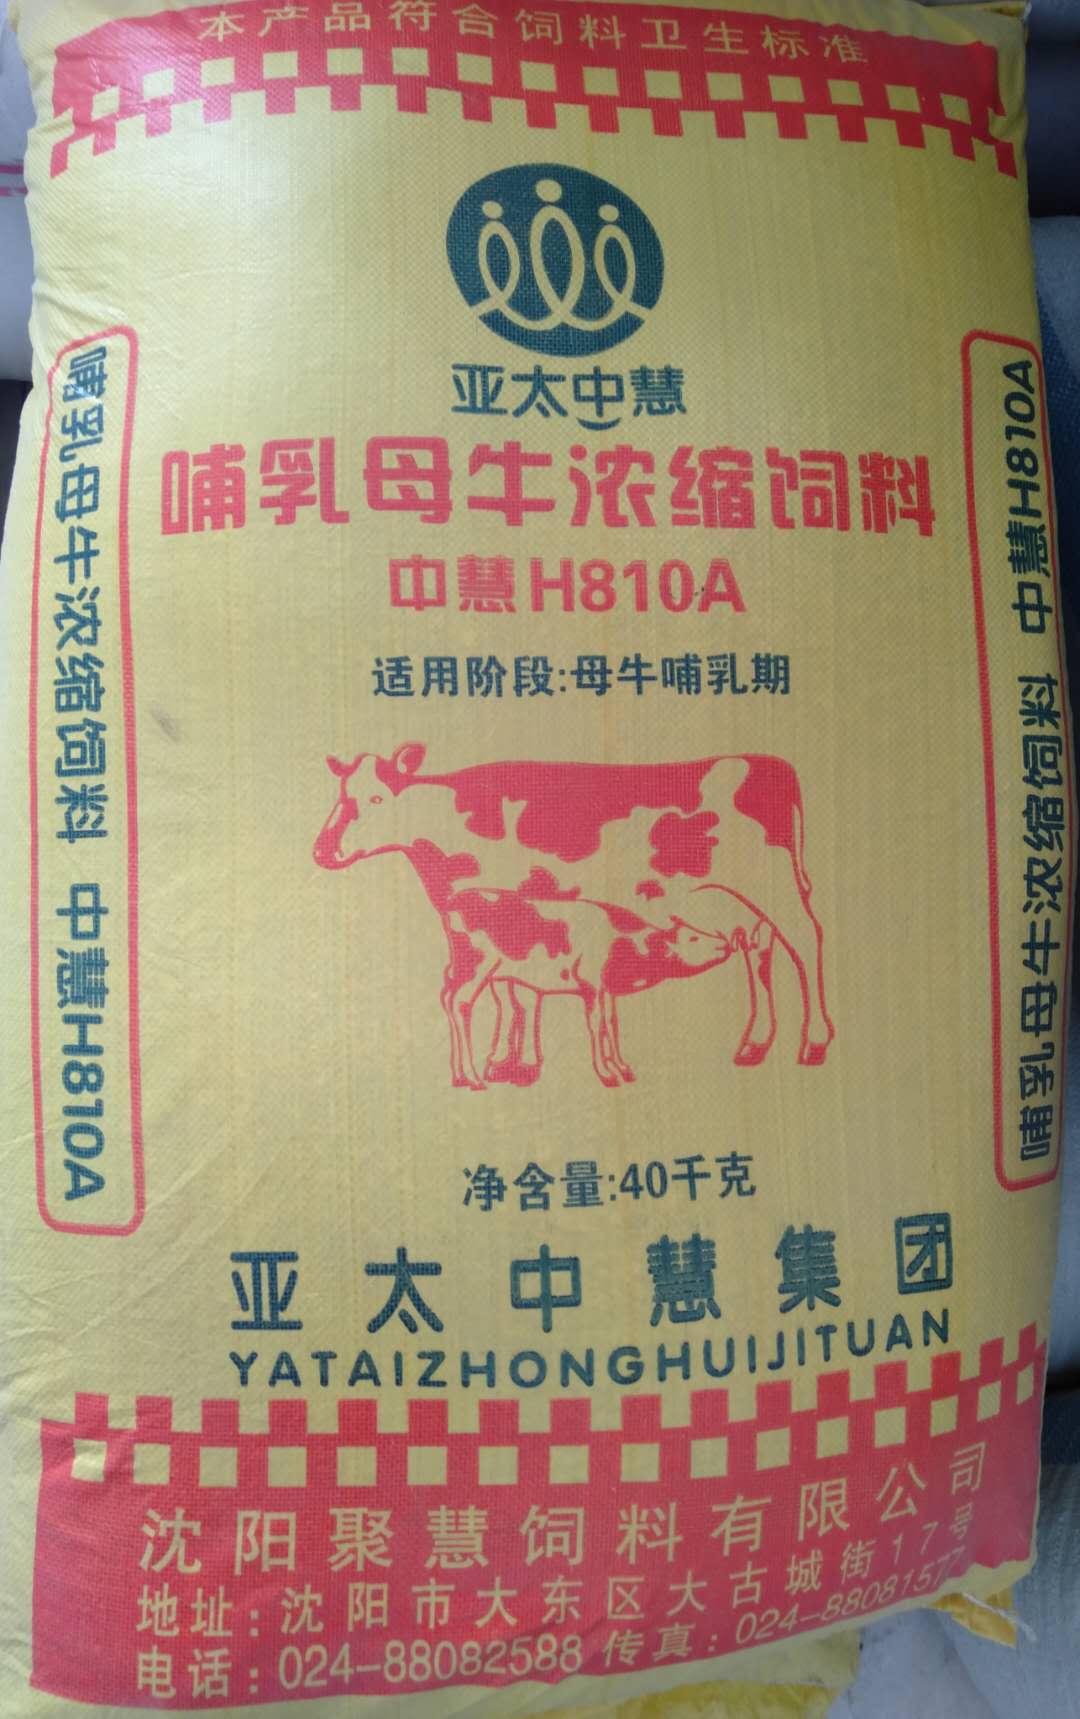 本产品符合饲料卫生标准
亚太中慧
哺乳母牛浓缩饲料
中慧H810A
适用阶段:母牛哺乳期
哺乳母牛浓缩饲料 中慧H810A
哺乳母牛浓缩饲料 中慧H810A
净含量:40千克
亚太中慧集团
YATAIZHONGHUIJITUAN
沈阳聚慧饲料有限公司
地址:沈阳市大东区大古城街17号
电话:024-88082588 传真:024-88081577